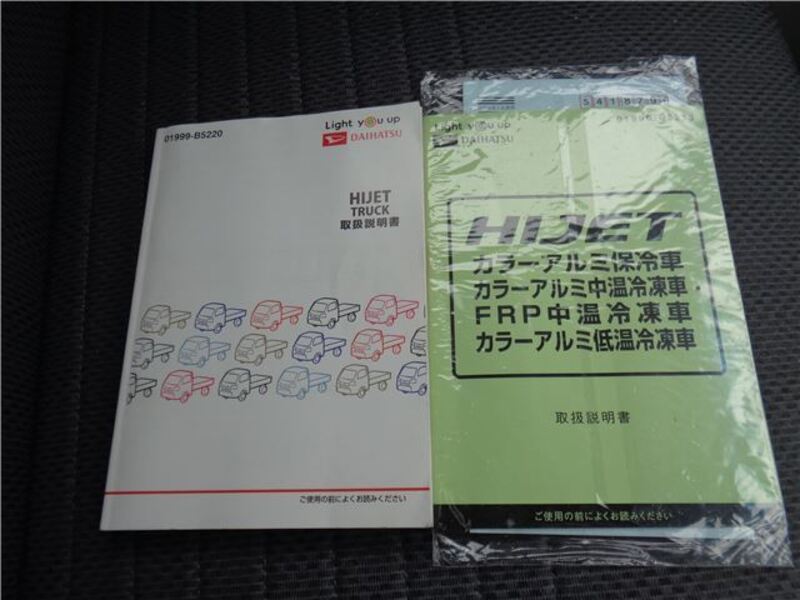 01999-B5220
Light you up
DAIHATSU
HIJET
TRUCK
取扱説明書
ご使用の前によくお読みください
Light you up
DAIHATSU
HIJET
カラーアルミ保冷車
カラーアルミ中温冷凍車・
FRP中温冷凍車
カラーアルミ低温冷凍車
取扱説明書
ご使用の前によくお読みください